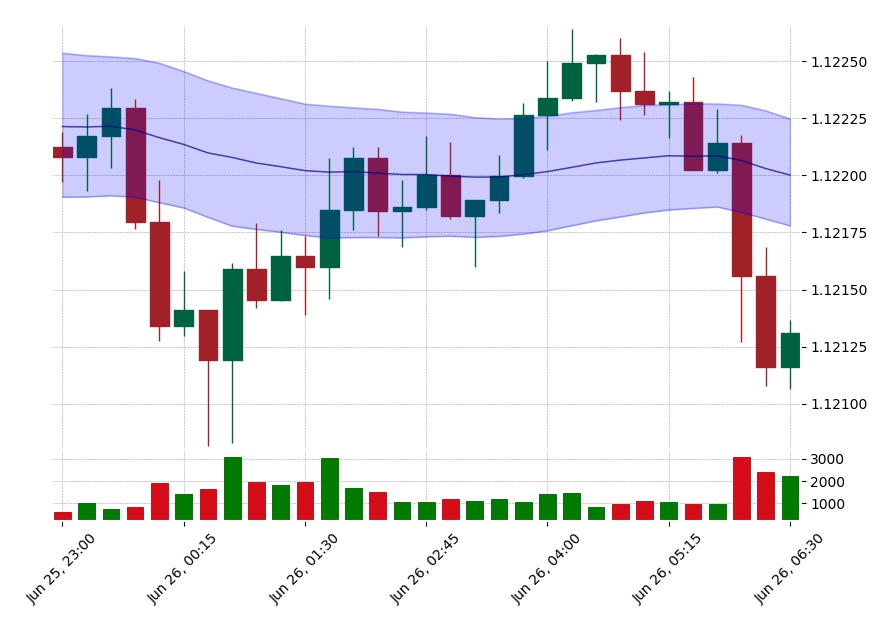 1.12250
1.12225
1.12200
1.12175
1.12150
1.12125
1.12100
3000
2000
1000
Jun 25, 23:00
Jun 26, 00:15
Jun 26, 01:30
Jun 26, 02:45
Jun 26, 04:00
Jun 26, 05:15
Jun 26, 06:30